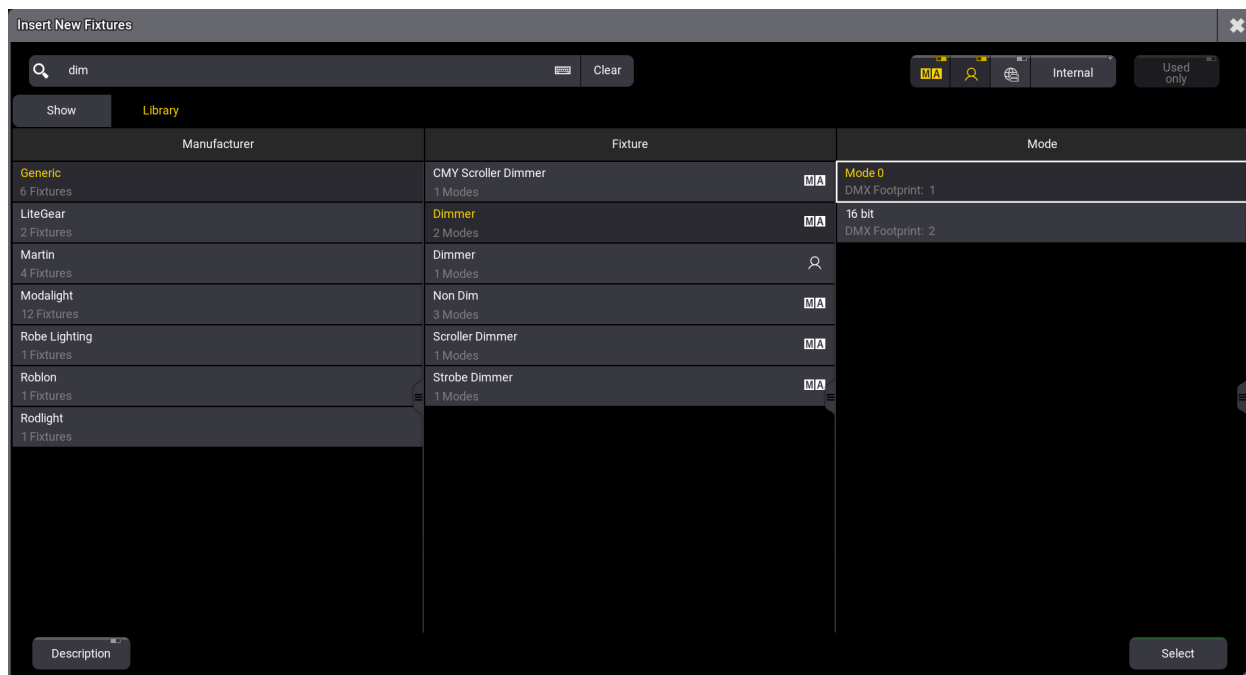 Insert New Fixtures
dim
Clear
MA
Internal
Used only
Show
Library
Manufacturer
Fixture
Mode
Generic
6 Fixtures
LiteGear
2 Fixtures
Martin
4 Fixtures
Modalight
12 Fixtures
Robe Lighting
1 Fixtures
Roblon
1 Fixtures
Rodlight
1 Fixtures
CMY Scroller Dimmer
1 Modes
MA
Dimmer
2 Modes
MA
Dimmer
1 Modes
Non Dim
3 Modes
MA
Scroller Dimmer
1 Modes
MA
Strobe Dimmer
1 Modes
MA
Mode 0
DMX Footprint: 1
16 bit
DMX Footprint: 2
Description
Select